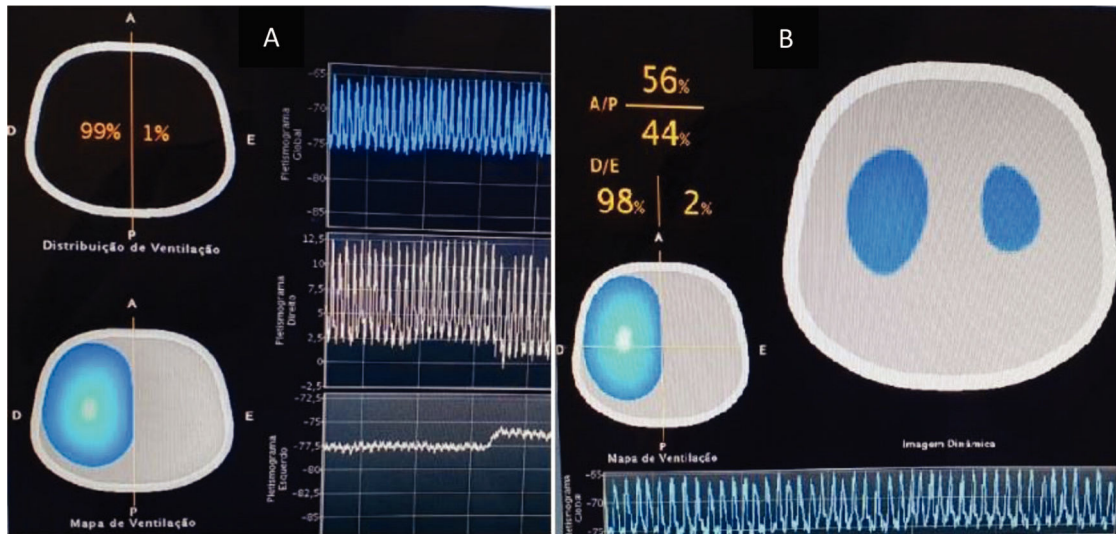 A
A
D
99%
1%
E
P
Distribuição de Ventilação
A
D
E
P
Mapa de Ventilação
Pletismograma
Global
-65
-70
-75
-80
-85
Pletismograma
Direito
12,5
10
7,5
5
2,5
0
-2,5
Pletismograma
Esquerdo
-72,5
-75
-77,5
-80
-82,5
-85
B
A/P
56%
44%
D/E
98%
2%
A
D
E
P
Mapa de Ventilação
Imagem Dinâmica
Pletismograma
Global
-65
-70
-75